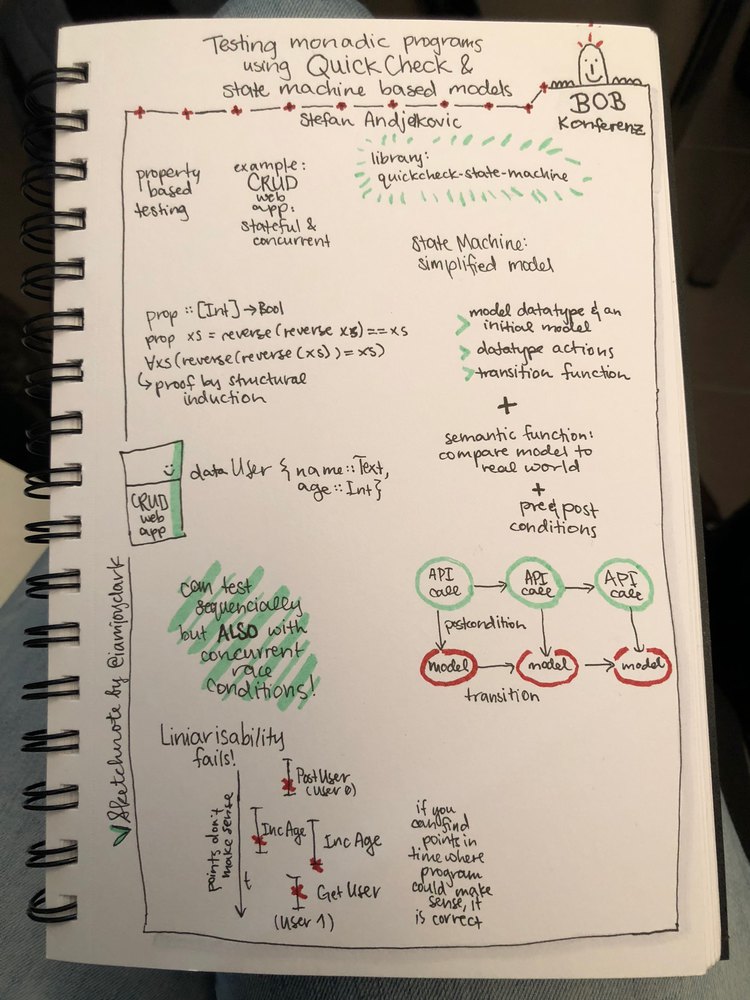 Testing monadic programs
using QuickCheck &
state machine based models
Stefan Andjelkovic
BOB
Konferenz
property
based
testing
example:
CRUD
web
app:
stateful &
concurrent
library:
quickcheck-state-machine
State Machine:
simplified model
prop :: [Int] → Bool
prop xs = reverse (reverse xs) == xs
∀xs (reverse (reverse (xs)) = xs)
↳ proof by structural
induction
> model datatype & an
initial model
> datatype actions
> transition function
+
semantic function:
compare model to
real world
+
pre & post
conditions
CRUD
web
app
data User { name :: Text,
age :: Int }
can test
sequencially
but ALSO with
concurrent
race
conditions!
API
call
API
call
API
call
postcondition
model
model
model
transition
Sketchnote by @iamjoyclark
Liniarisability
fails!
points don't
make sense
t
PostUser
(User 0)
IncAge
IncAge
GetUser
(User 1)
if you
can find
points in
time where
program
could make
sense, it
is correct